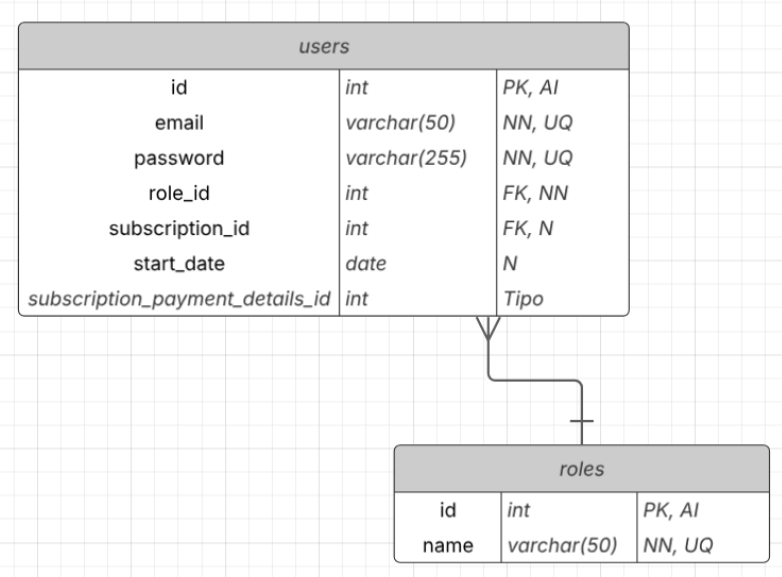 users
id int PK, AI
email varchar(50) NN, UQ
password varchar(255) NN, UQ
role_id int FK, NN
subscription_id int FK, N
start_date date N
subscription_payment_details_id int Tipo
roles
id int PK, AI
name varchar(50) NN, UQ